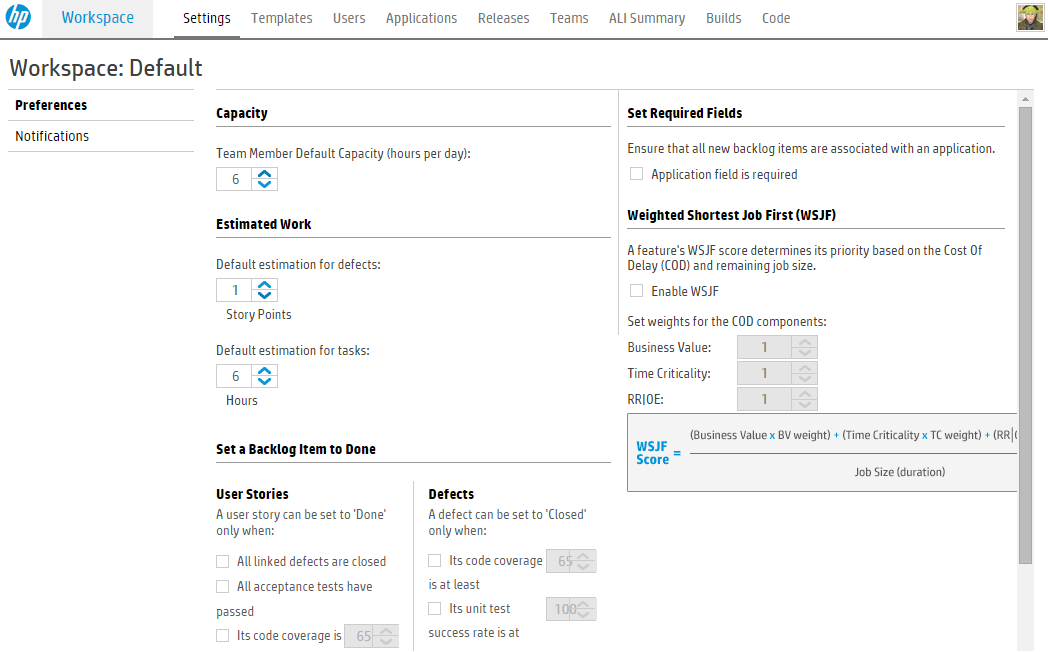 hp Workspace Settings Templates Users Applications Releases Teams ALI Summary Builds Code
Workspace: Default
Preferences
Notifications
Capacity
Team Member Default Capacity (hours per day):
6
Estimated Work
Default estimation for defects:
1
Story Points
Default estimation for tasks:
6
Hours
Set a Backlog Item to Done
User Stories
A user story can be set to 'Done'
only when:
All linked defects are closed
All acceptance tests have
passed
Its code coverage is 65
Defects
A defect can be set to 'Closed'
only when:
Its code coverage 65
is at least
Its unit test 100
success rate is at
Set Required Fields
Ensure that all new backlog items are associated with an application.
Application field is required
Weighted Shortest Job First (WSJF)
A feature's WSJF score determines its priority based on the Cost Of
Delay (COD) and remaining job size.
Enable WSJF
Set weights for the COD components:
Business Value: 1
Time Criticality: 1
RR|OE: 1
WSJF
Score =
(Business Value x BV weight) + (Time Criticality x TC weight) + (RR|
Job Size (duration)